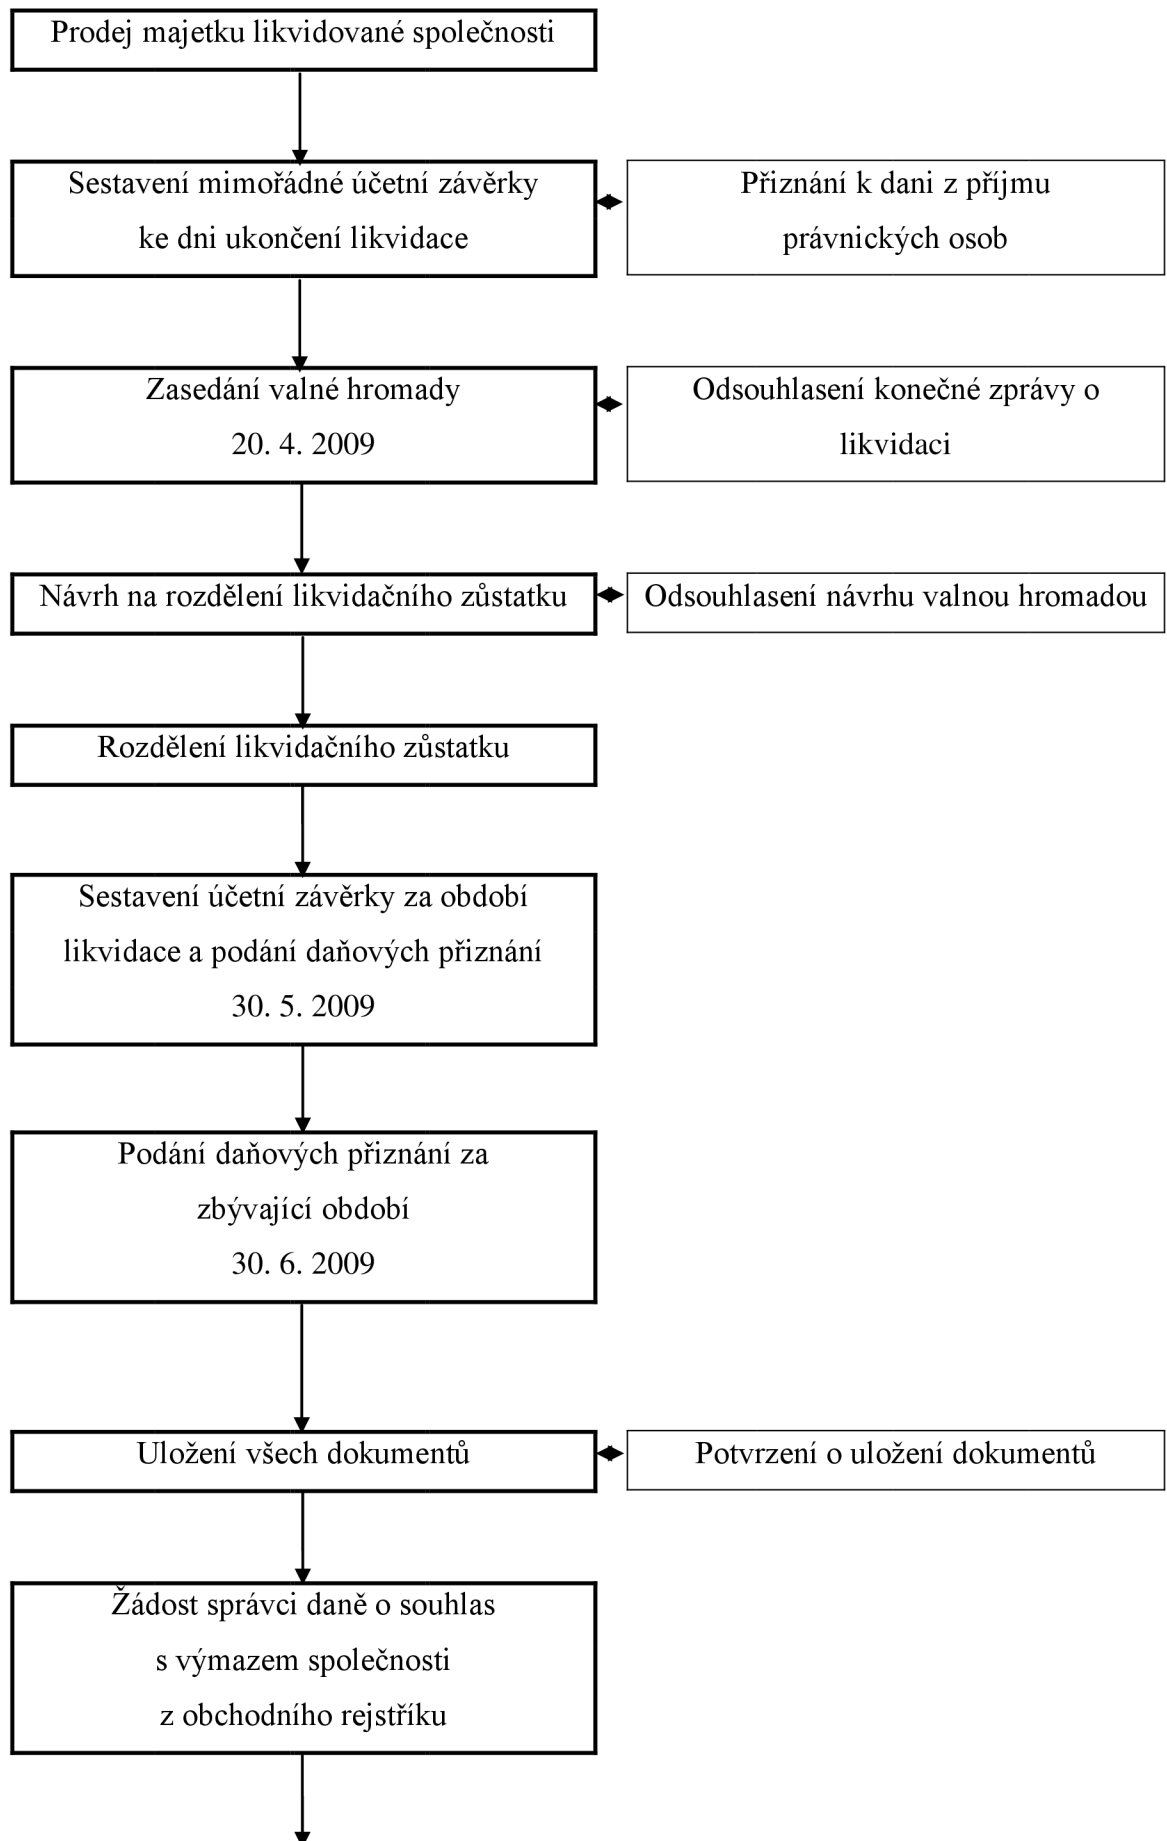 Prodej majetku likvidované společnosti
Sestavení mimořádné účetní závěrky
ke dni ukončení likvidace
Přiznání k dani z příjmu
právnických osob
Zasedání valné hromady
20. 4. 2009
Odsouhlasení konečné zprávy o
likvidaci
Návrh na rozdělení likvidačního zůstatku
Odsouhlasení návrhu valnou hromadou
Rozdělení likvidačního zůstatku
Sestavení účetní závěrky za období
likvidace a podání daňových přiznání
30. 5. 2009
Podání daňových přiznání za
zbývající období
30. 6. 2009
Uložení všech dokumentů
Potvrzení o uložení dokumentů
Žádost správci daně o souhlas
s výmazem společnosti
z obchodního rejstříku